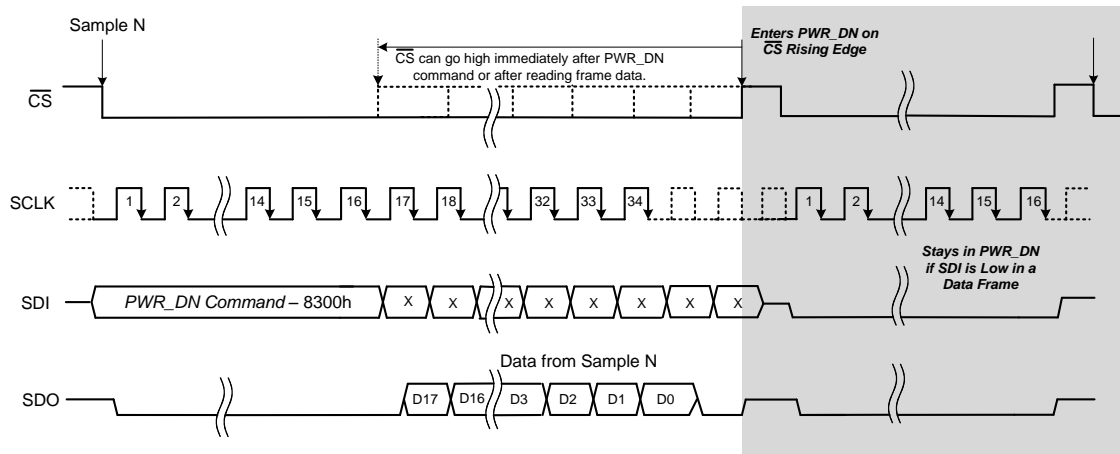 Sample N
Enters PWR_DN on
CS Rising Edge
CS can go high immediately after PWR_DN
command or after reading frame data.
CS
SCLK
1 2 14 15 16 17 18 32 33 34 1 2 14 15 16
Stays in PWR_DN
if SDI is Low in a
Data Frame
SDI
PWR_DN Command – 8300h X X X X X X X X
Data from Sample N
SDO
D17 D16 D3 D2 D1 D0